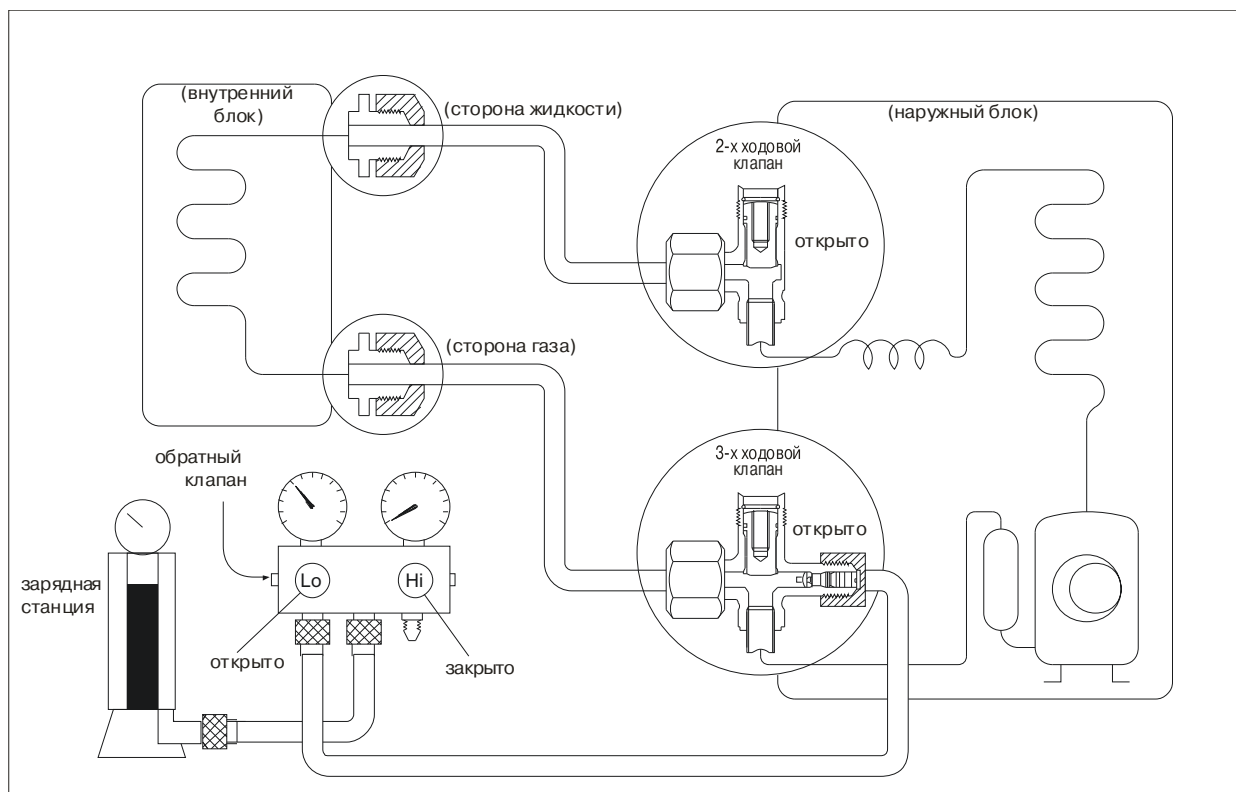 (внутренний
блок)
(сторона жидкости)
(наружный блок)
2-х ходовой
клапан
открыто
(сторона газа)
3-х ходовой
клапан
открыто
обратный
клапан
зарядная
станция
Lo
Hi
открыто
закрыто